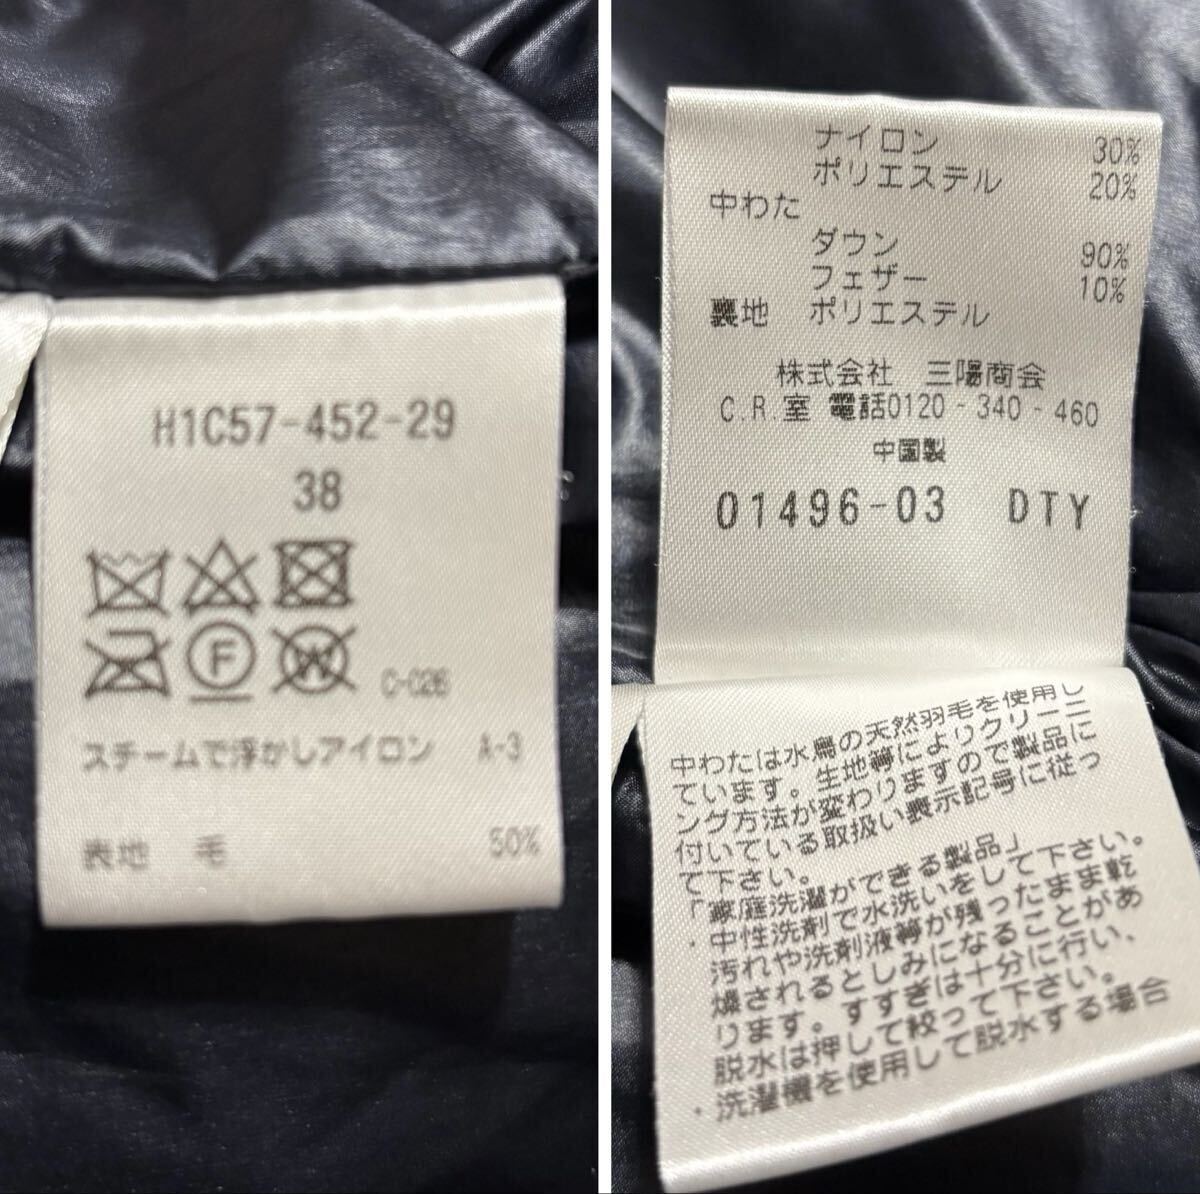 H1C57-452-29
38
F W C-026
スチームで浮かしアイロン A-3
表地 毛 50%
ナイロン 30%
ポリエステル 20%
中わた
ダウン 90%
フェザー 10%
裏地 ポリエステル
株式会社 三陽商会
C.R.室 電話0120-340-460
中国製
01496-03 DTY
中わたは水鳥の天然羽毛を使用し
ています。生地等によりクリーニ
ング方法が変わりますので製品に
付いている取扱い表示記号に従っ
て下さい。
「家庭洗濯ができる製品」
・中性洗剤で水洗いをして下さい。
汚れや洗剤液等が残ったまま乾
燥されるとしみになることがあ
ります。すすぎは十分に行い、
脱水は押して絞って下さい。
・洗濯機を使用して脱水する場合